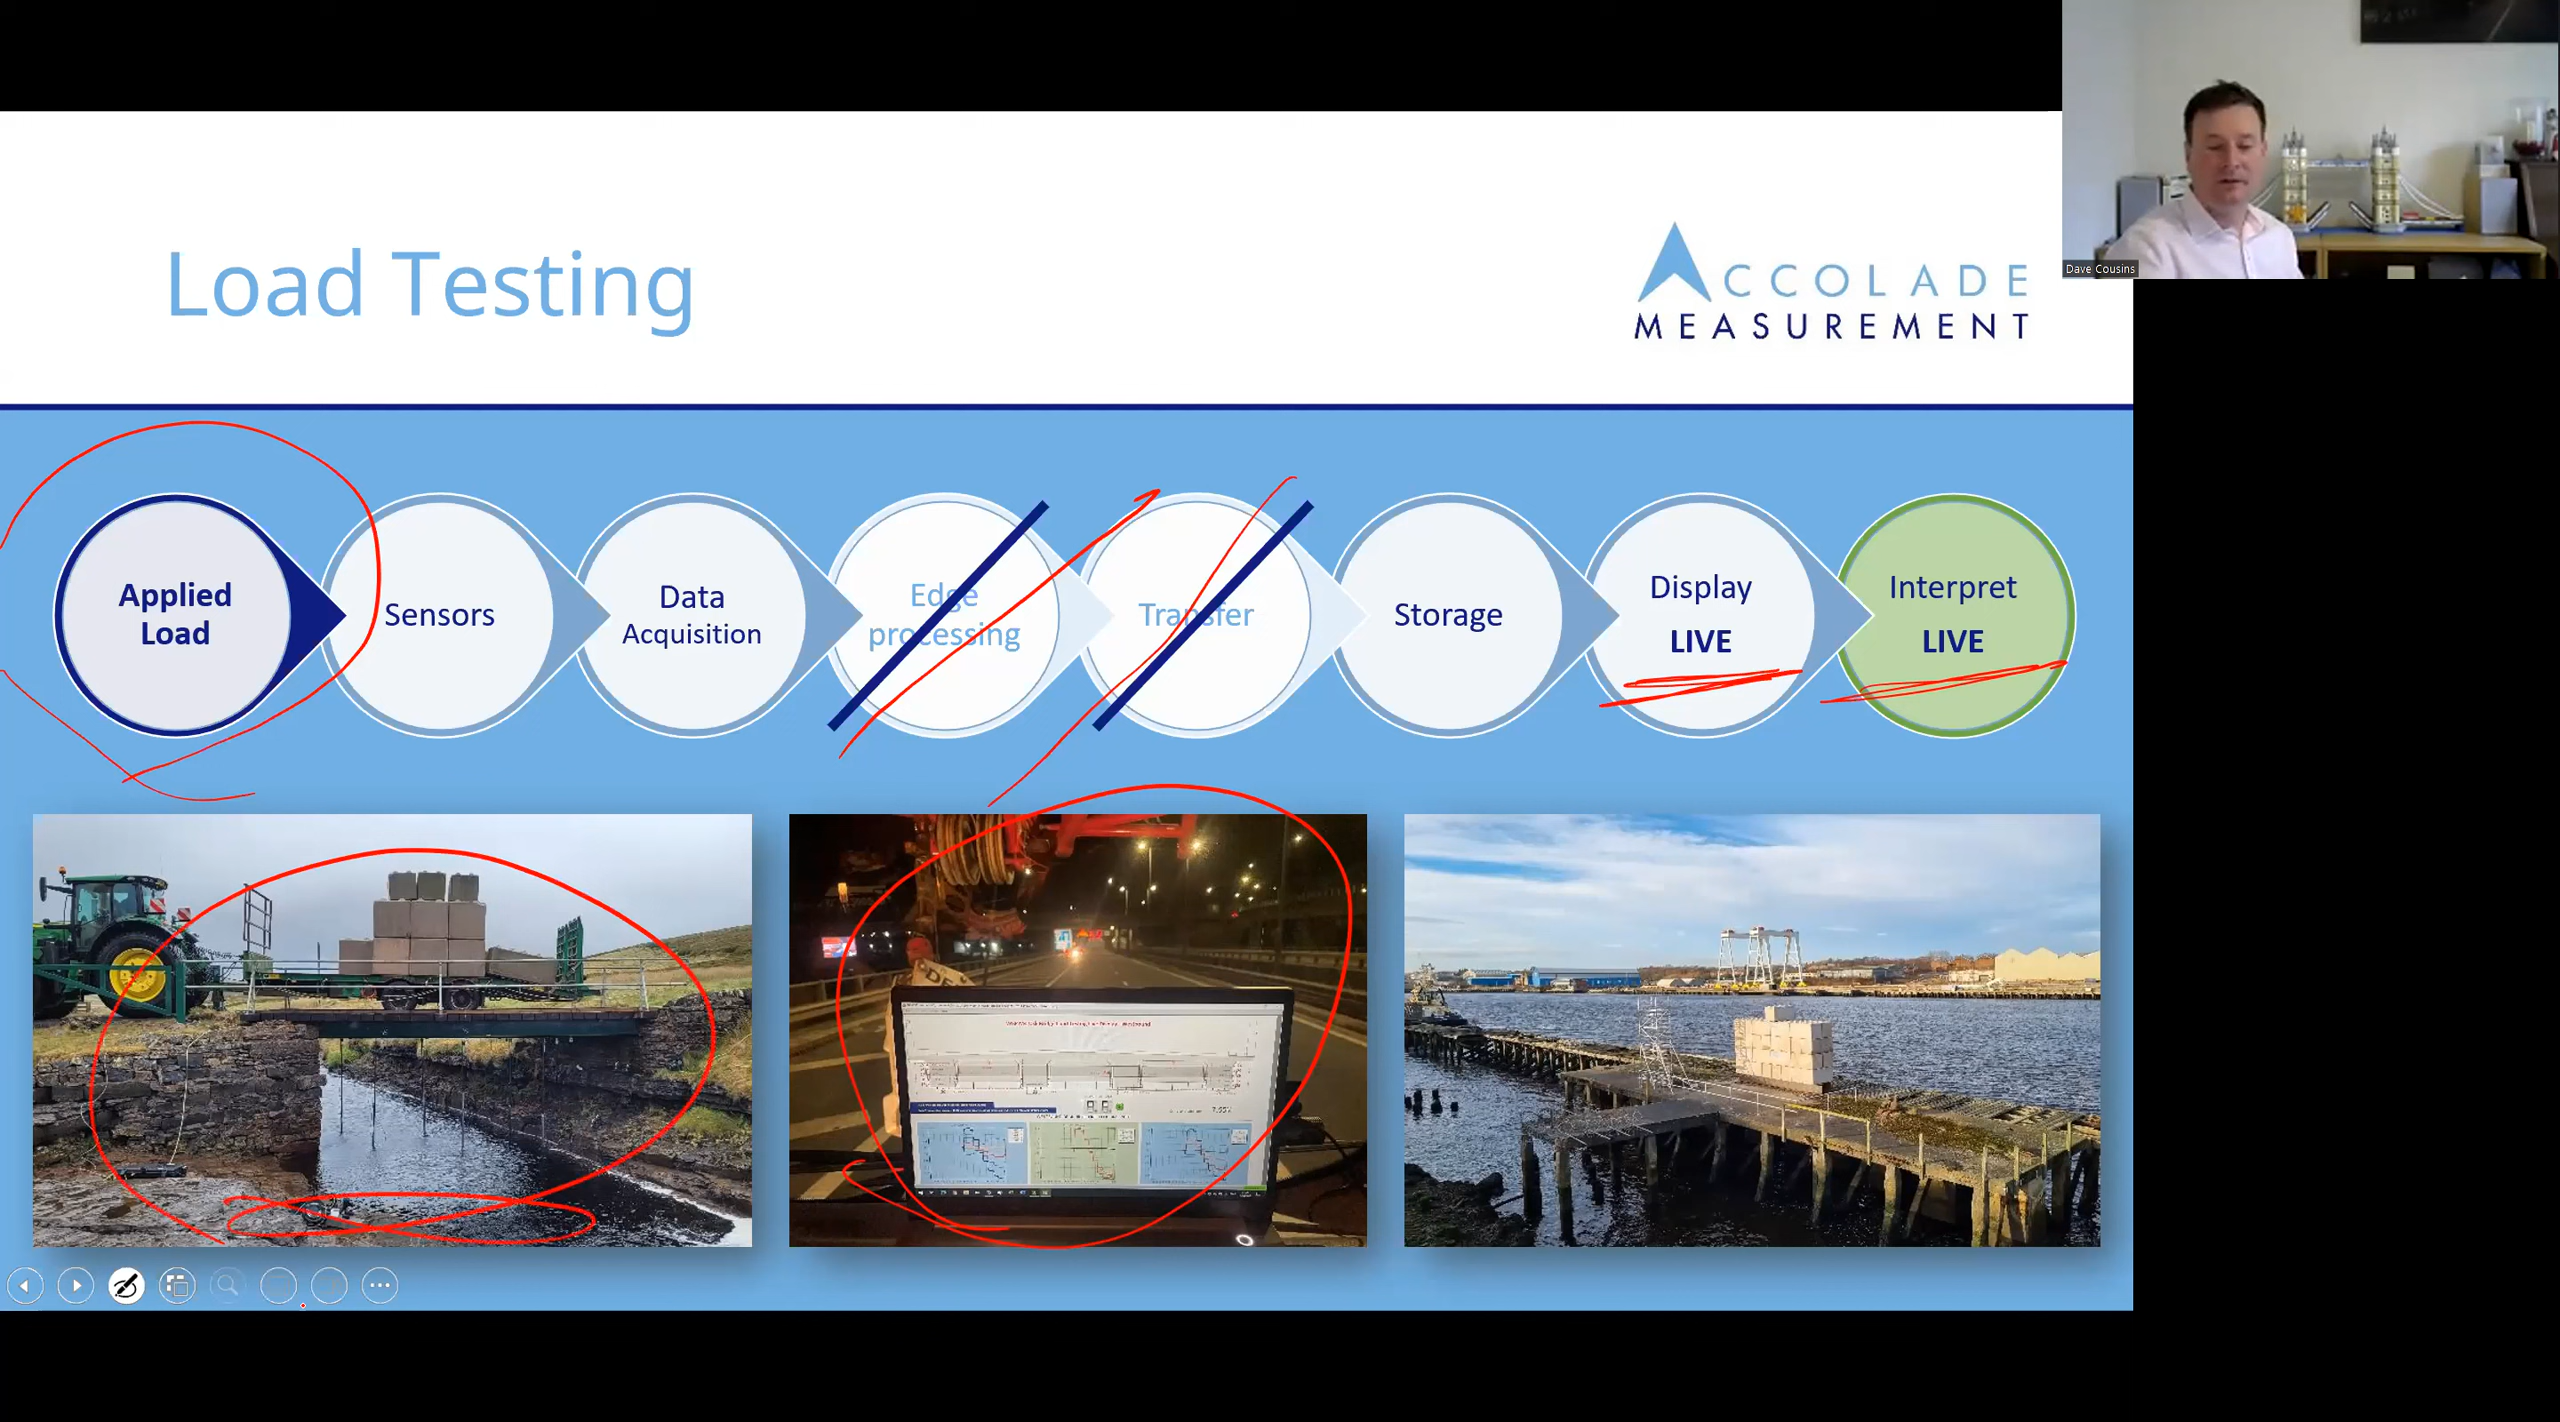 Load Testing
ACCOLADE
MEASUREMENT
Dave Cousins
Applied
Load
Sensors
Data
Acquisition
Edge
processing
Transfer
Storage
Display
LIVE
Interpret
LIVE